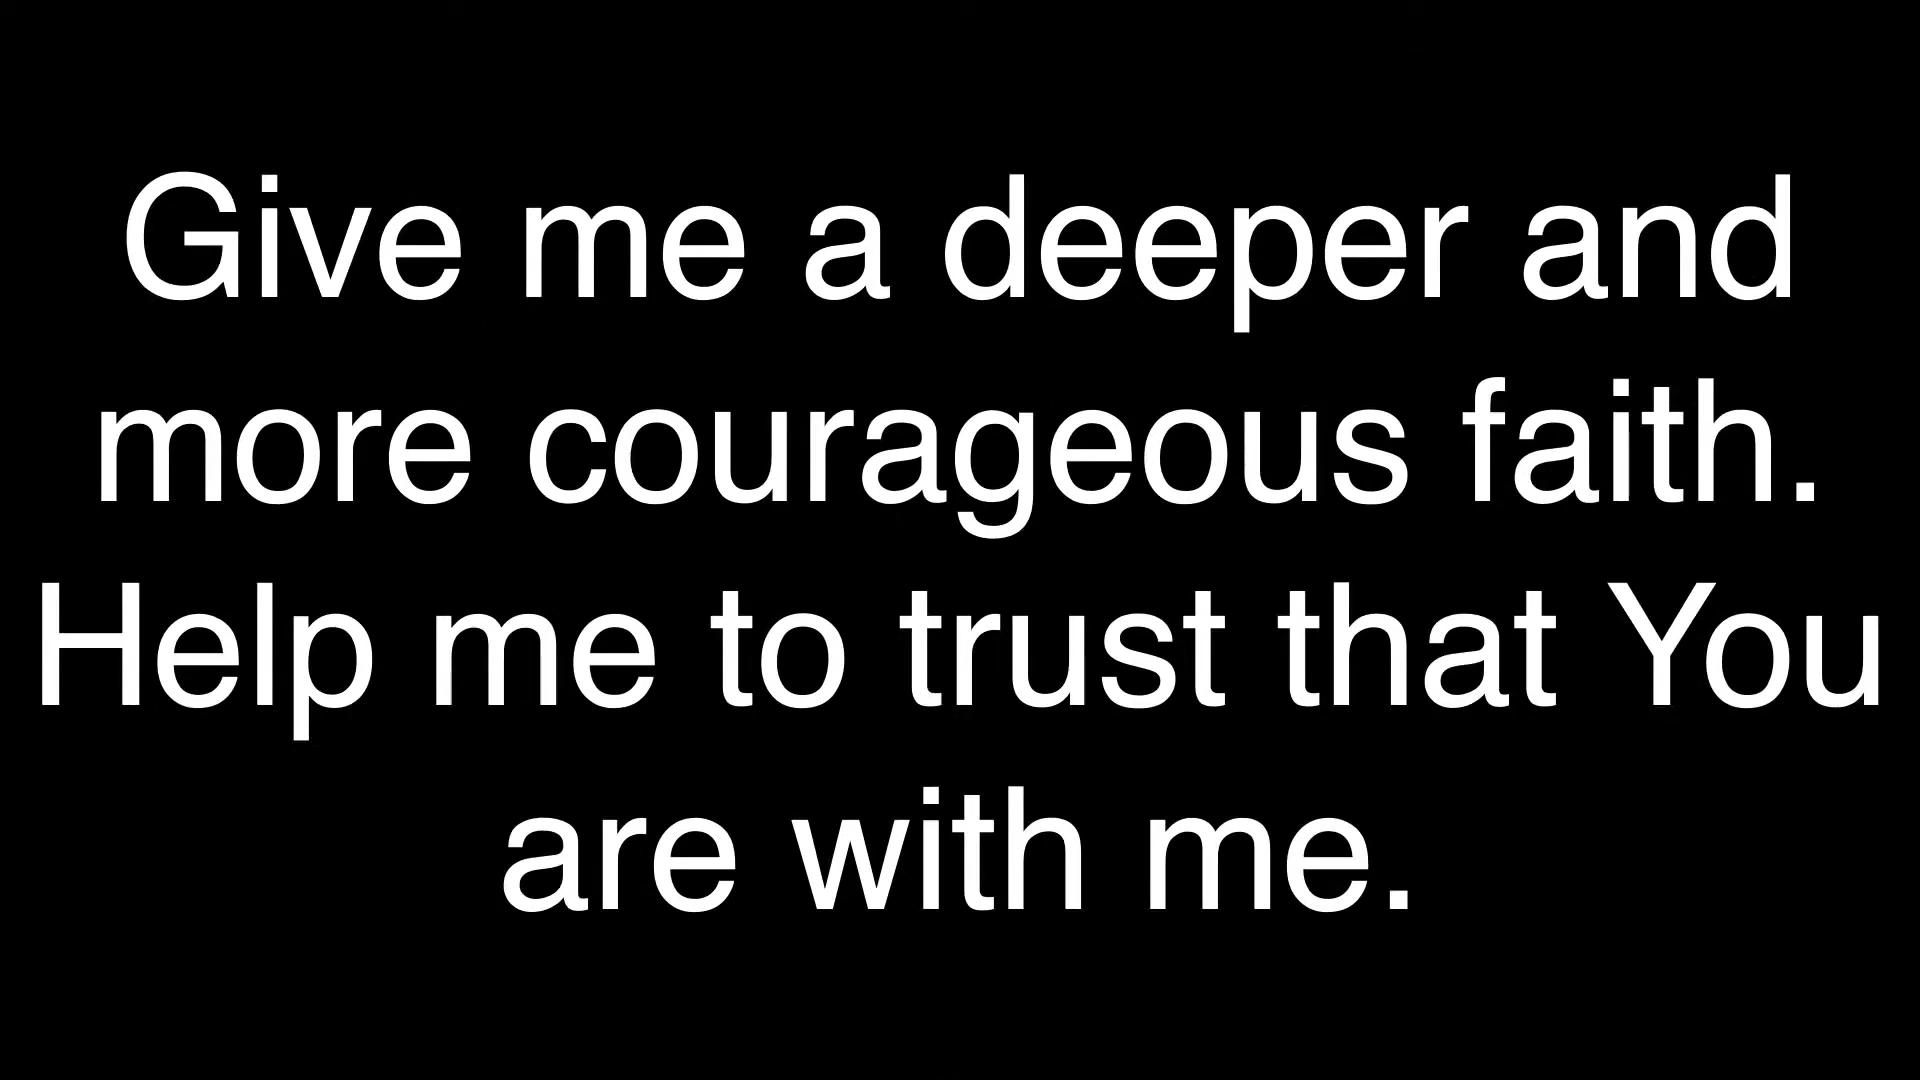 Give me a deeper and
more courageous faith.
Help me to trust that You
are with me.